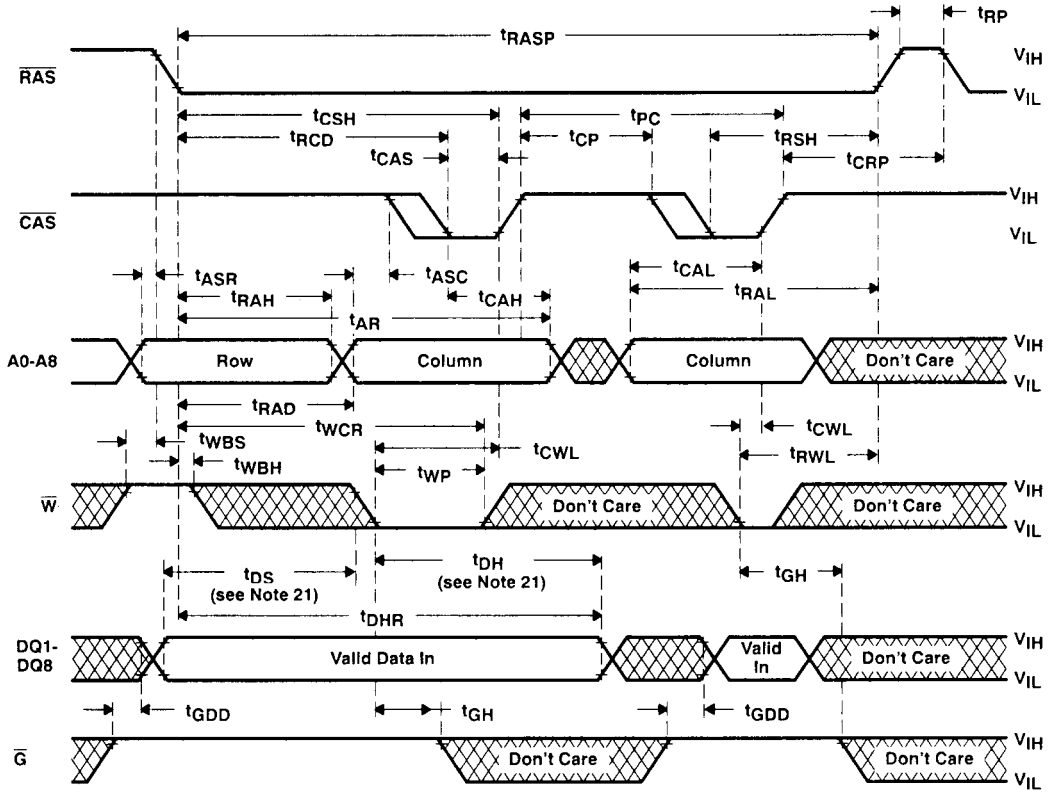 tRP
tRASP
RAS
VIH
VIL
tCSH
tPC
tRCD
tCP
tRSH
tCAS
tCRP
CAS
VIH
VIL
tCAL
tASR
tASC
tRAH
tCAH
tRAL
tAR
A0-A8
Row
Column
Column
Don't Care
VIH
VIL
tRAD
tWCR
tWBS
tCWL
tCWL
tWBH
tWP
tRWL
W
Don't Care
Don't Care
VIH
VIL
tDS
(see Note 21)
tDH
(see Note 21)
tGH
tDHR
DQ1-
DQ8
Valid Data In
Valid
In
Don't Care
VIH
VIL
tGDD
tGH
tGDD
G
Don't Care
Don't Care
VIH
VIL